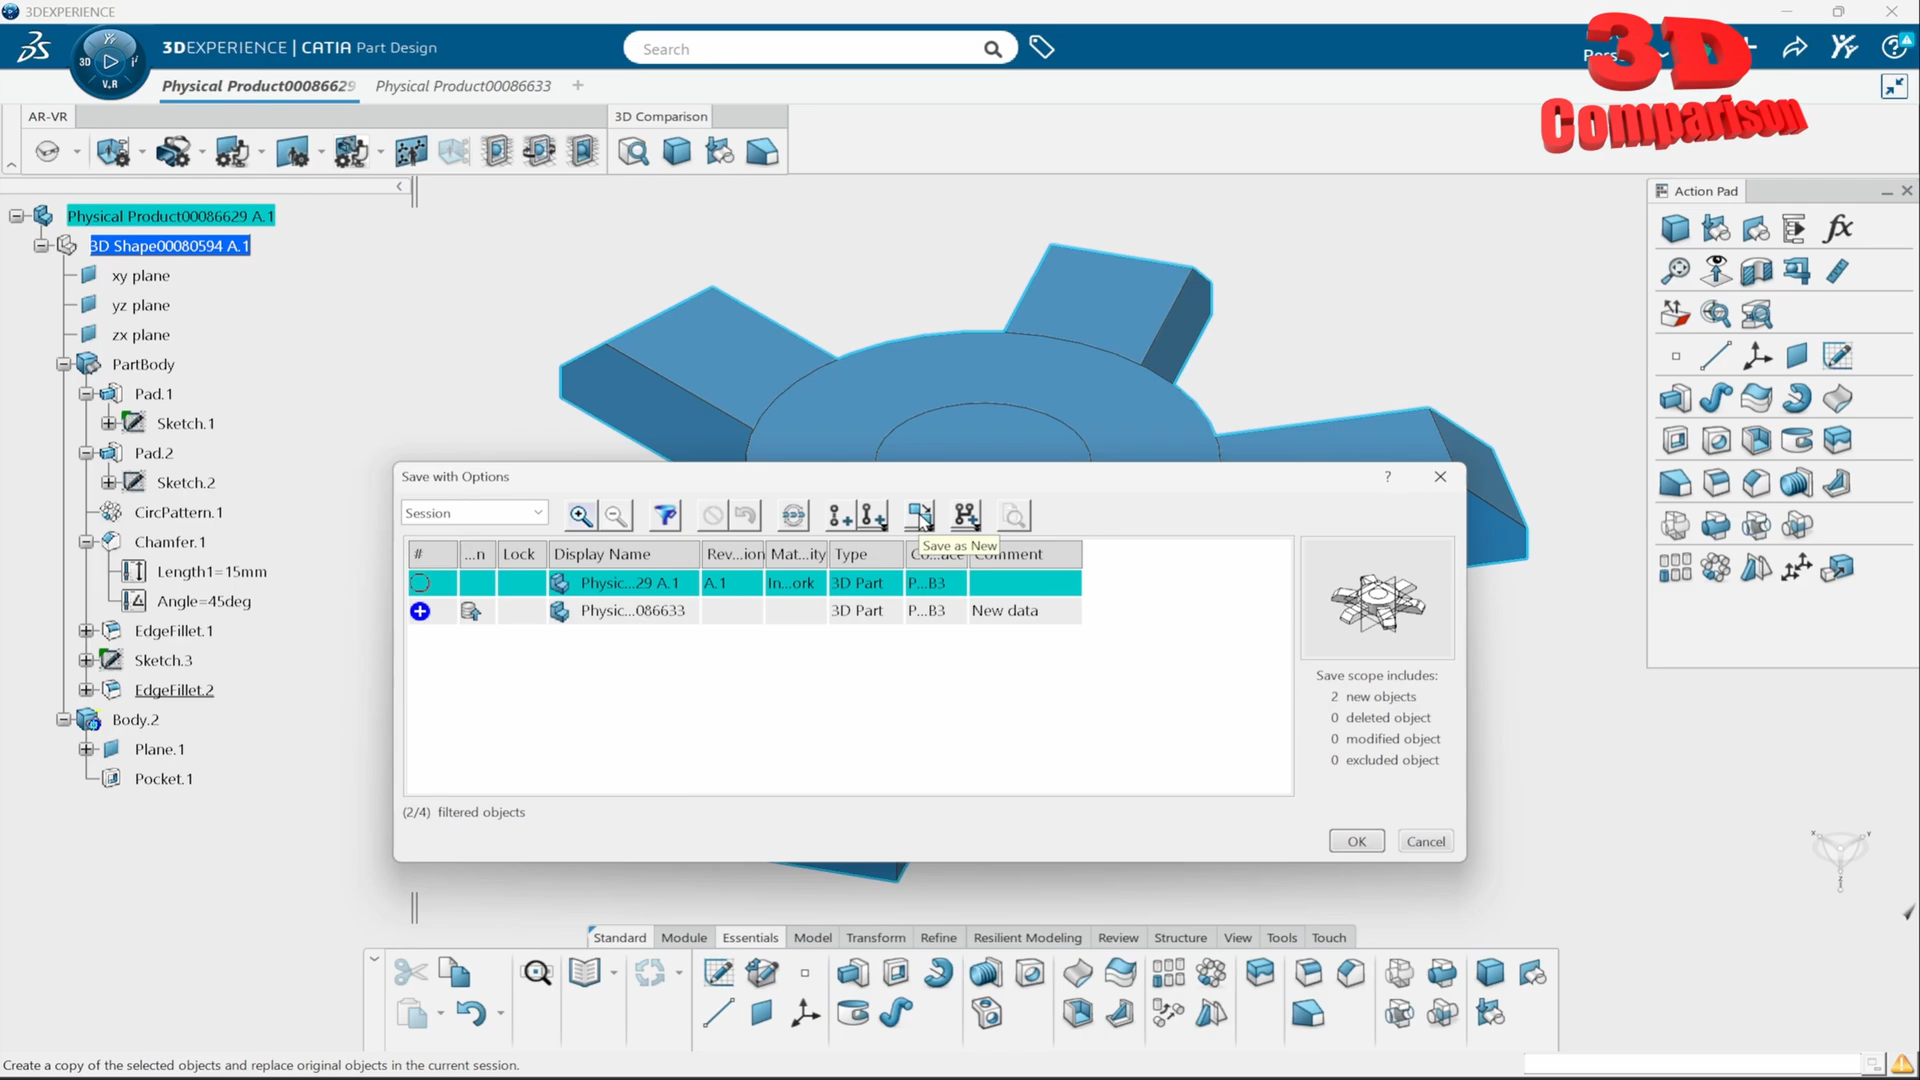 3DEXPERIENCE
3DEXPERIENCE | CATIA Part Design
3D
V.R
Search
3D
Comparison
Physical Product00086629
Physical Product00086633
AR-VR
3D Comparison
Action Pad
Physical Product00086629 A.1
3D Shape00080594 A.1
xy plane
yz plane
zx plane
PartBody
Pad.1
Sketch.1
Pad.2
Sketch.2
CircPattern.1
Chamfer.1
Length1=15mm
Angle=45deg
EdgeFillet.1
Sketch.3
EdgeFillet.2
Body.2
Plane.1
Pocket.1
fx
Save with Options
?
Session
Save as New
# ...n Lock Display Name Rev...ion Mat...ity Type Comment
Physic...29 A.1 A.1 In...ork 3D Part P...B3
Physic...086633 3D Part P...B3 New data
Save scope includes:
2 new objects
0 deleted object
0 modified object
0 excluded object
(2/4) filtered objects
OK Cancel
Standard Module Essentials Model Transform Refine Resilient Modeling Review Structure View Tools Touch
Create a copy of the selected objects and replace original objects in the current session.